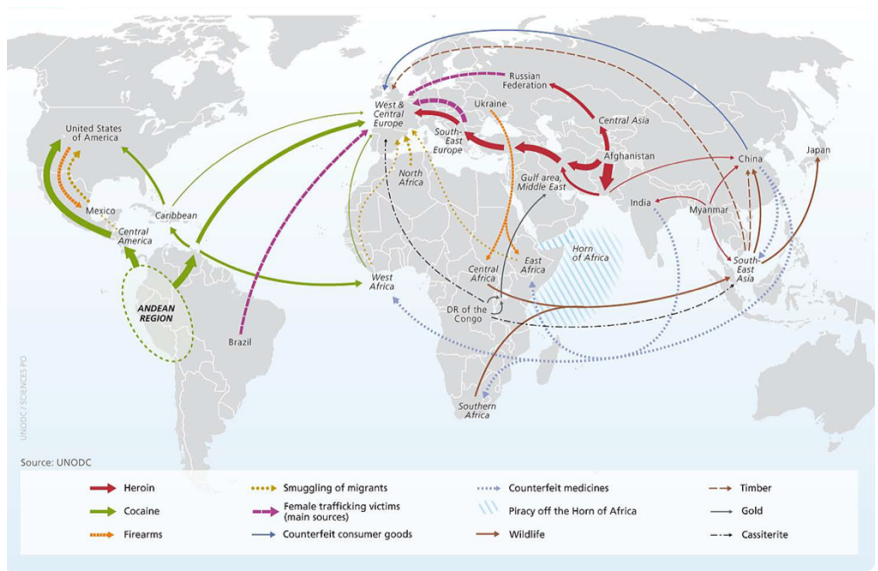 Russian
Federation
West &
Central
Europe
Ukraine
United States
of America
South-
East
Europe
Central Asia
Japan
Afghanistan
China
North
Africa
Gulf area,
Middle East
Mexico
Caribbean
India
Myanmar
Central
America
Horn
of Africa
West
Africa
Central
Africa
East
Africa
South-
East
Asia
ANDEAN
REGION
DR of the
Congo
Brazil
Southern
Africa
UNODC / SCIENCES PO
Source: UNODC
Heroin
Smuggling of migrants
Counterfeit medicines
Timber
Cocaine
Female trafficking victims
(main sources)
Piracy off the Horn of Africa
Gold
Firearms
Counterfeit consumer goods
Wildlife
Cassiterite